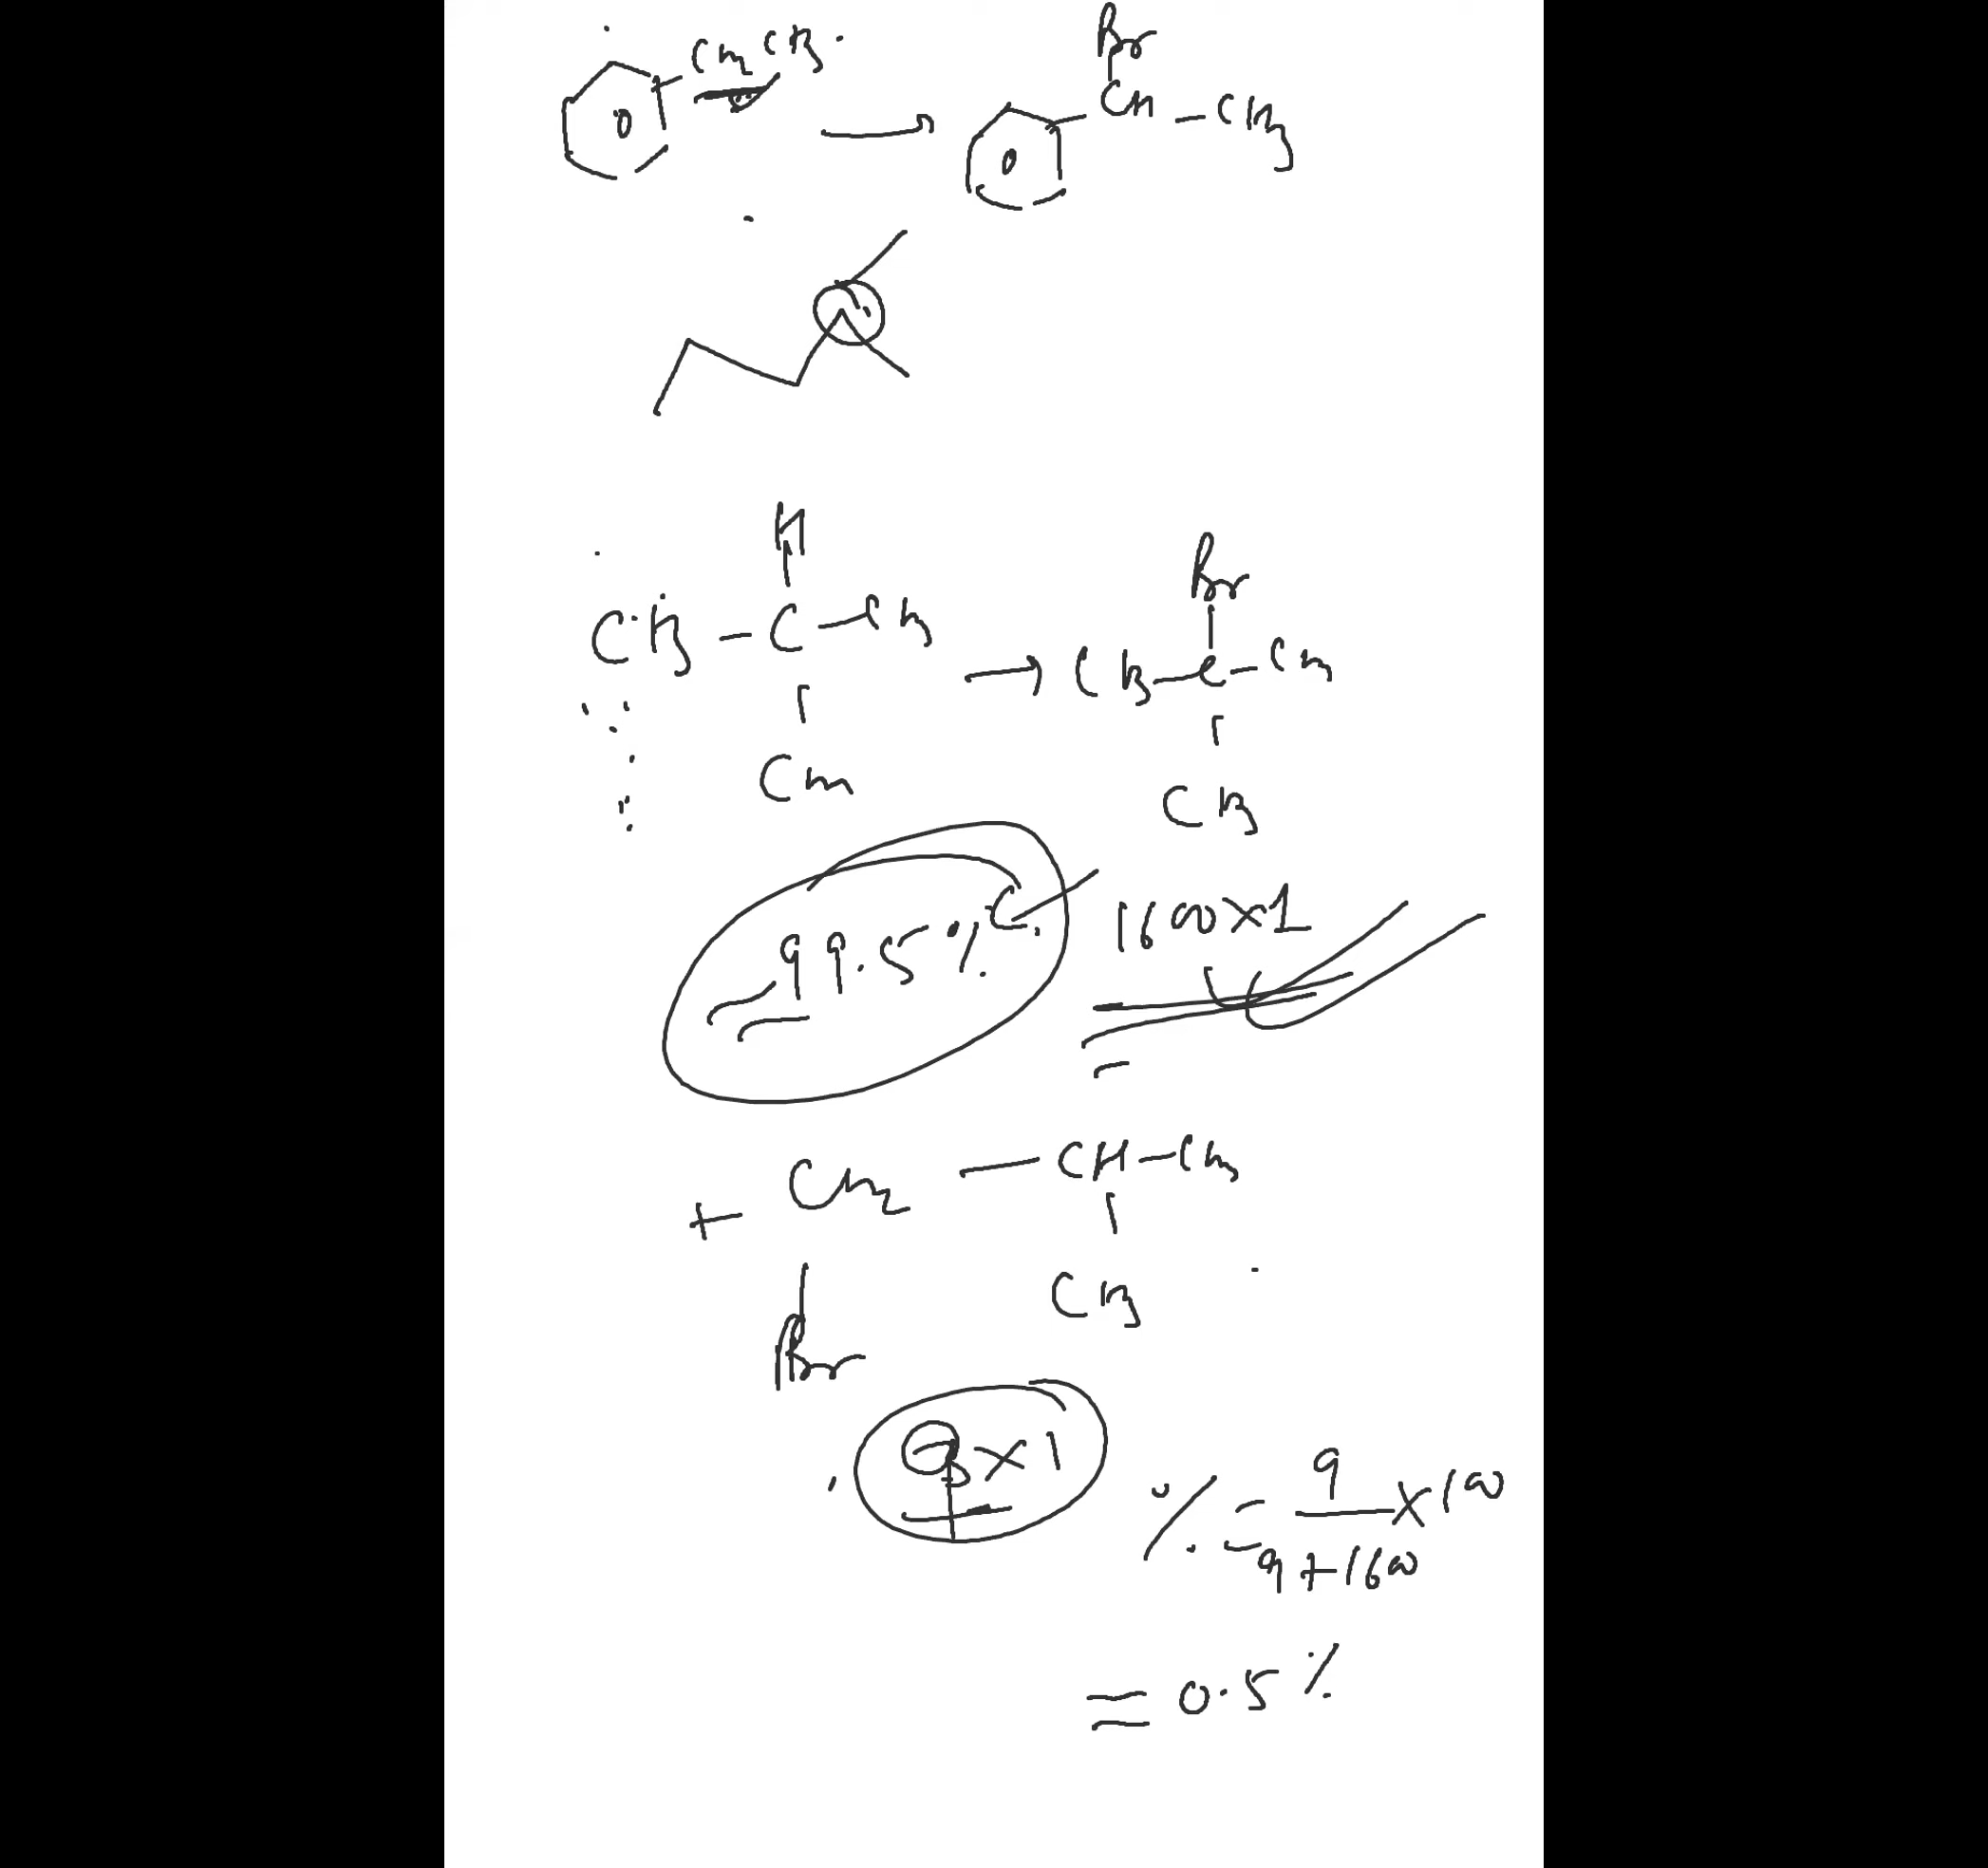 CH2CH3
Br
CH - CH3
H
CH3 - C - CH3
CH3
Br
CH3 - C - CH3
CH3
99.5%
1600×1
+ CH2 — CH - CH3
Br
CH3
9×1
% = 9 / 9+1600 × 100
= 0.5%